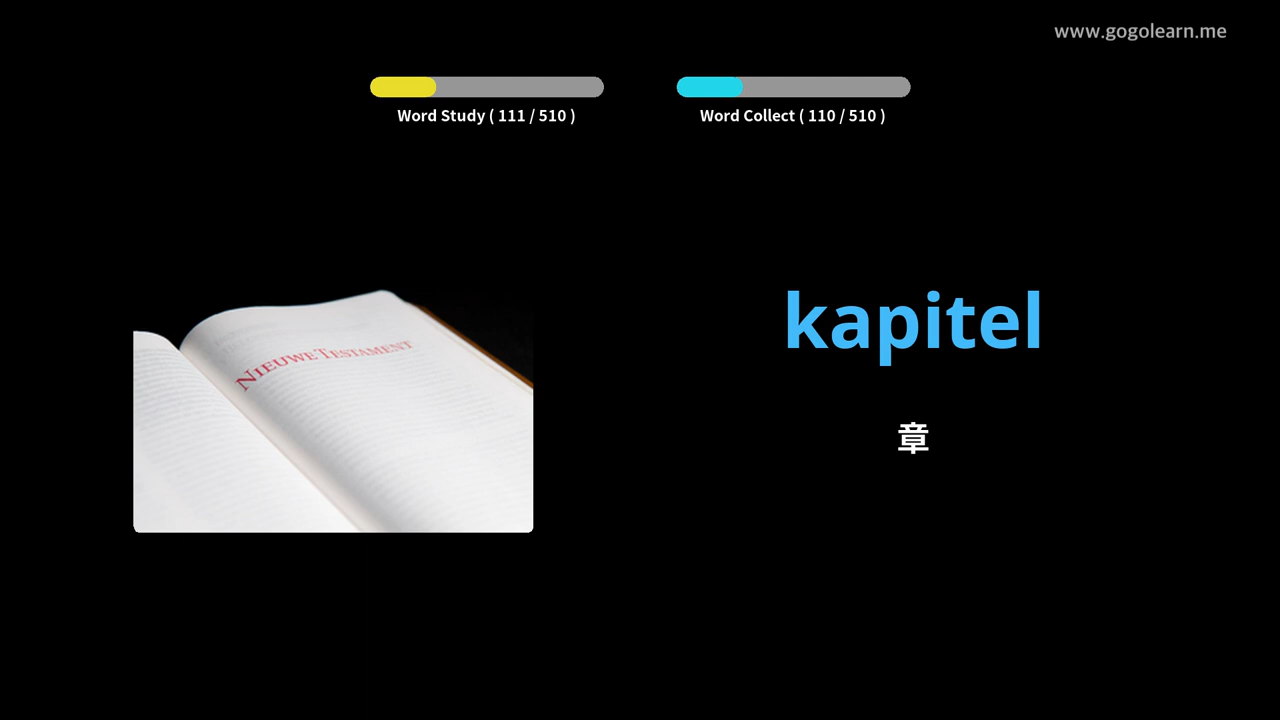 www.gogolearn.me
Word Study ( 111 / 510 )
Word Collect ( 110 / 510 )
NIEUWE TESTAMENT
kapitel
章